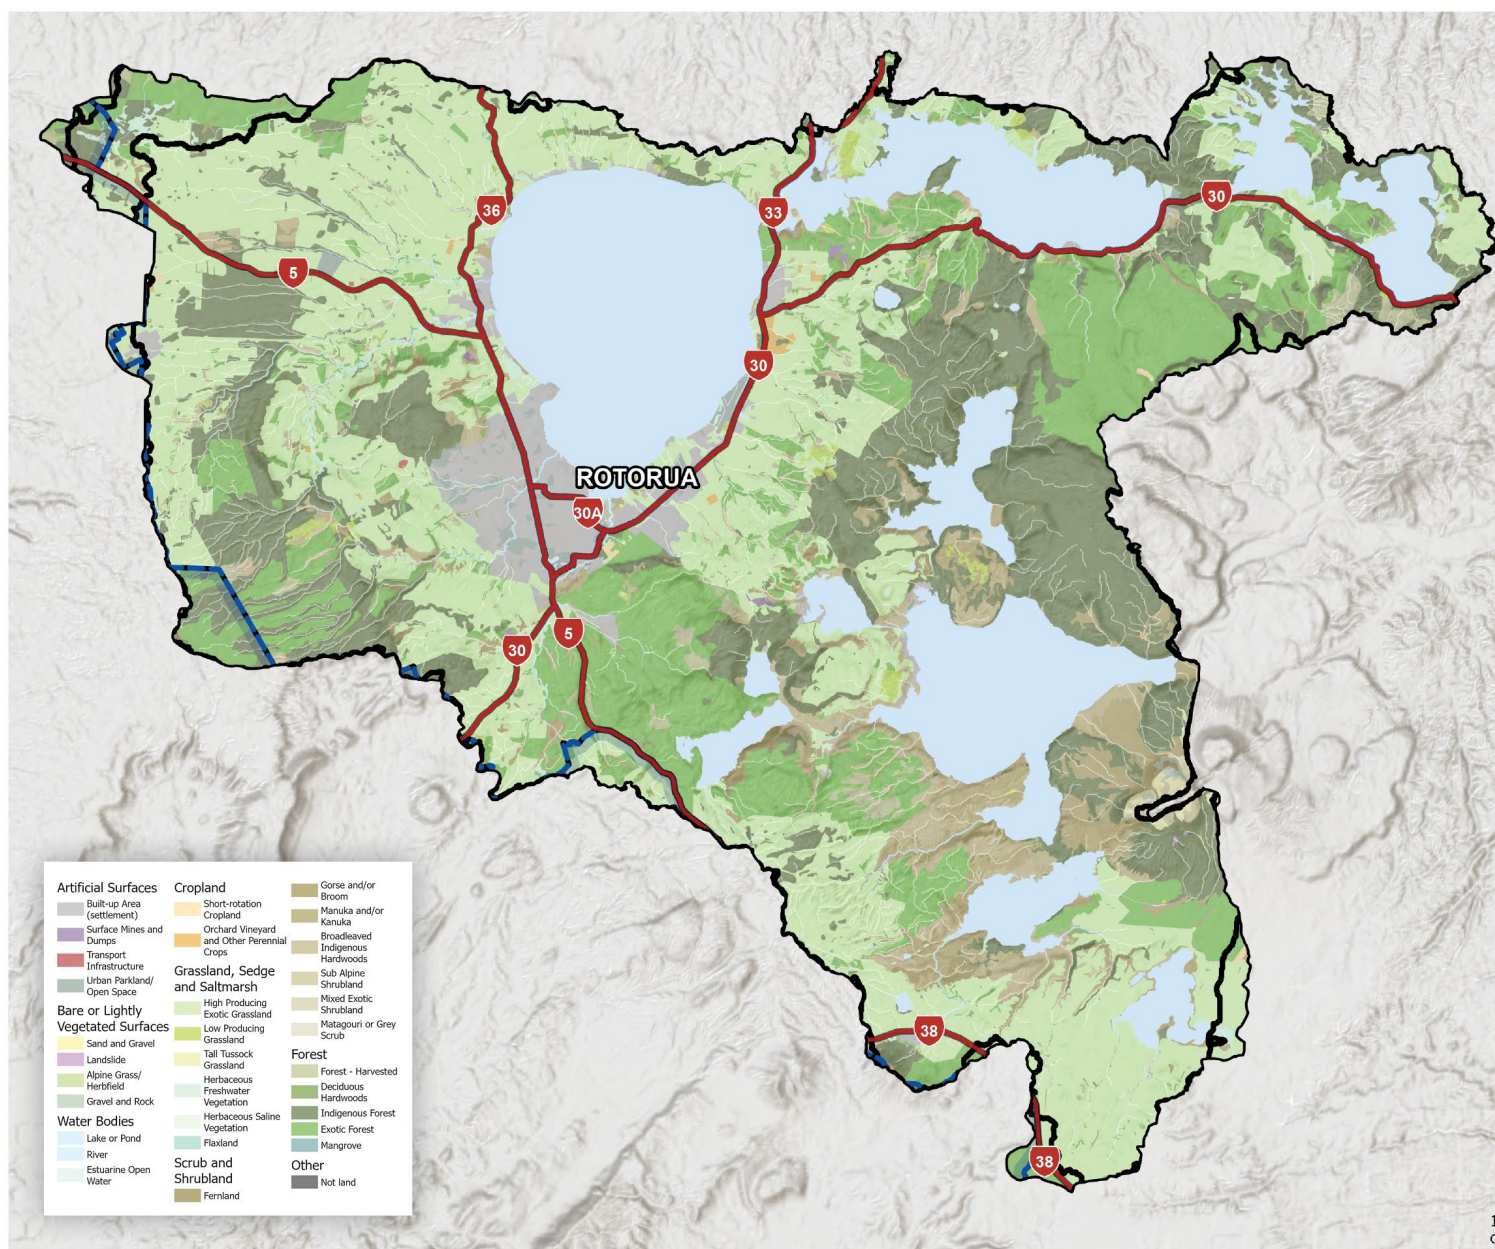 36
33
30
5
30
ROTORUA
30A
30
5
38
38
Artificial Surfaces
Built-up Area
(settlement)
Surface Mines and
Dumps
Transport
Infrastructure
Urban Parkland/
Open Space
Bare or Lightly
Vegetated Surfaces
Sand and Gravel
Landslide
Alpine Grass/
Herbfield
Gravel and Rock
Water Bodies
Lake or Pond
River
Estuarine Open
Water
Cropland
Short-rotation
Cropland
Orchard Vineyard
and Other Perennial
Crops
Grassland, Sedge
and Saltmarsh
High Producing
Exotic Grassland
Low Producing
Grassland
Tall Tussock
Grassland
Herbaceous
Freshwater
Vegetation
Herbaceous Saline
Vegetation
Flaxland
Scrub and
Shrubland
Fernland
Gorse and/or
Broom
Manuka and/or
Kanuka
Broadleaved
Indigenous
Hardwoods
Sub Alpine
Shrubland
Mixed Exotic
Shrubland
Matagouri or Grey
Scrub
Forest
Forest - Harvested
Deciduous
Hardwoods
Indigenous Forest
Exotic Forest
Mangrove
Other
Not land